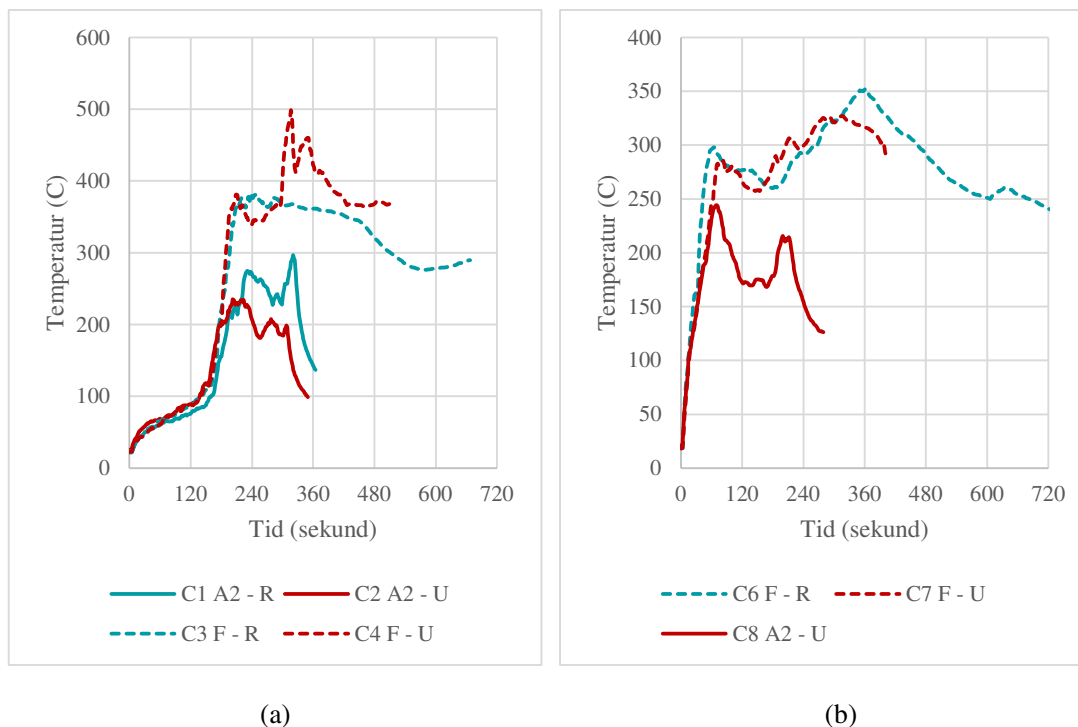 600
500
400
300
200
100
0
Temperatur (C)
0 120 240 360 480 600 720
Tid (sekund)
C1 A2 - R C2 A2 - U
C3 F - R C4 F - U
(a)
400
350
300
250
200
150
100
50
0
Temperatur (C)
0 120 240 360 480 600 720
Tid (sekund)
C6 F - R C7 F - U
C8 A2 - U
(b)